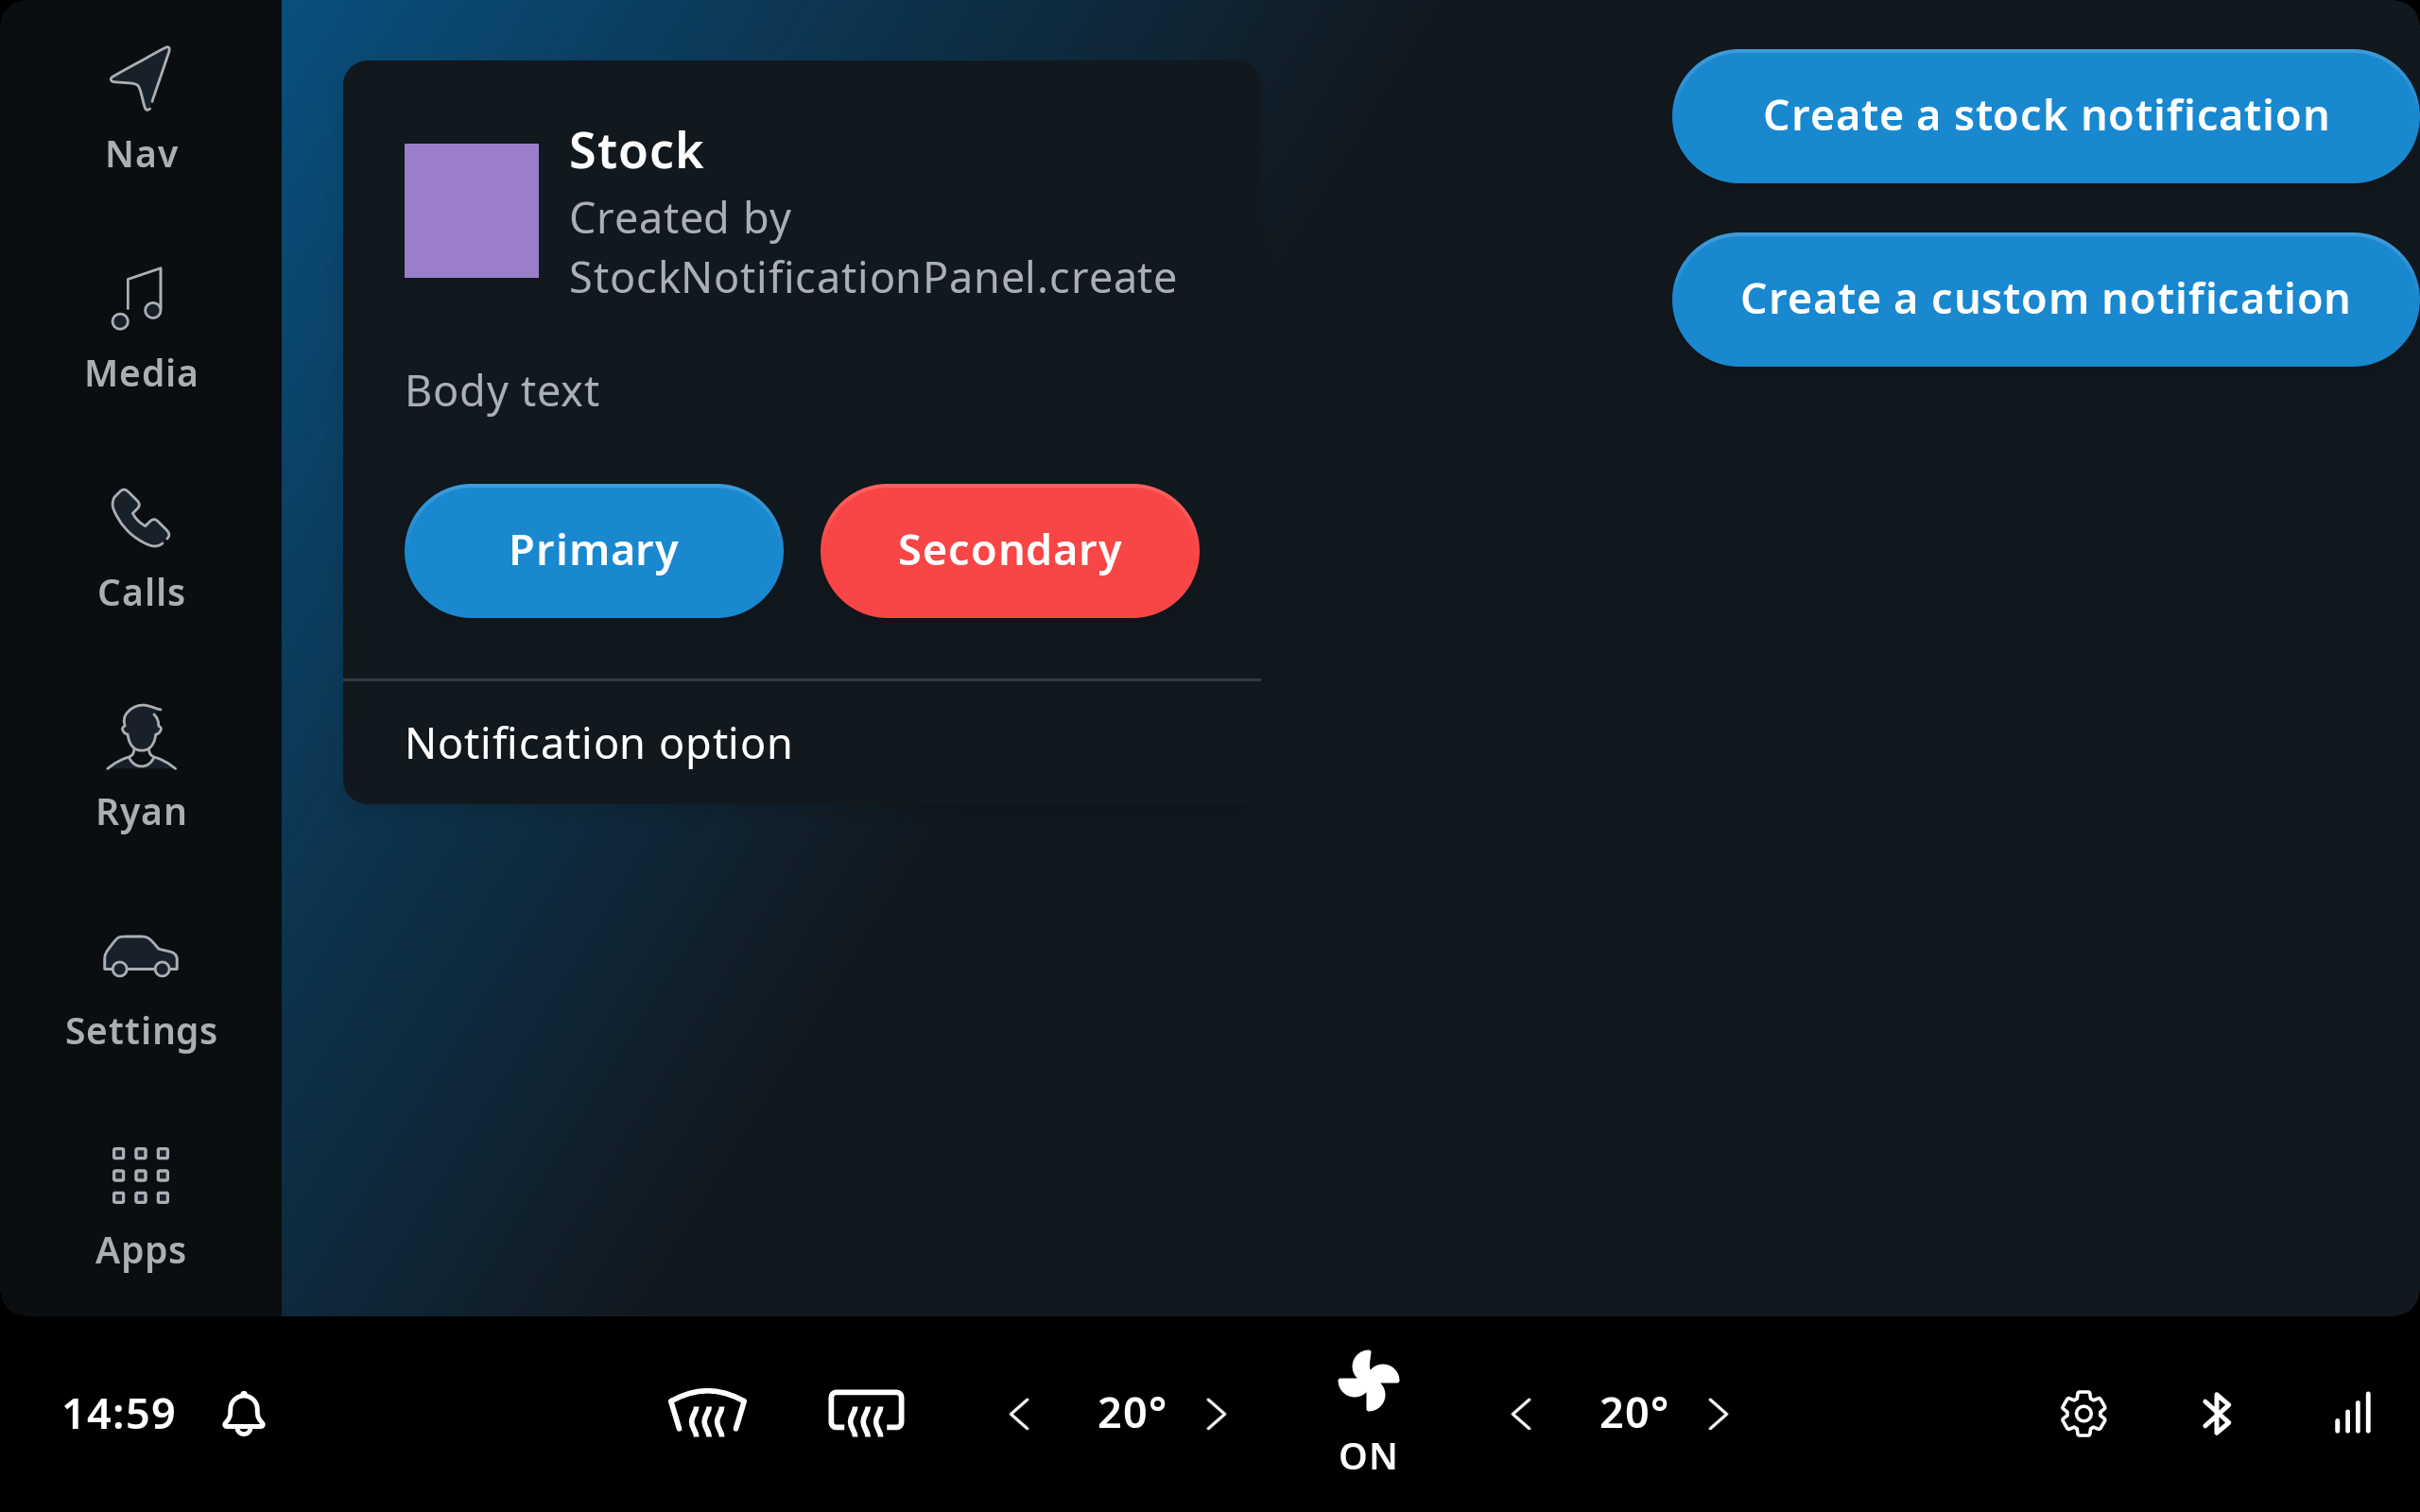 Nav
Media
Calls
Ryan
Settings
Apps
Stock
Created by
StockNotificationPanel.create
Body text
Primary
Secondary
Notification option
Create a stock notification
Create a custom notification
14:59
20°
ON
20°